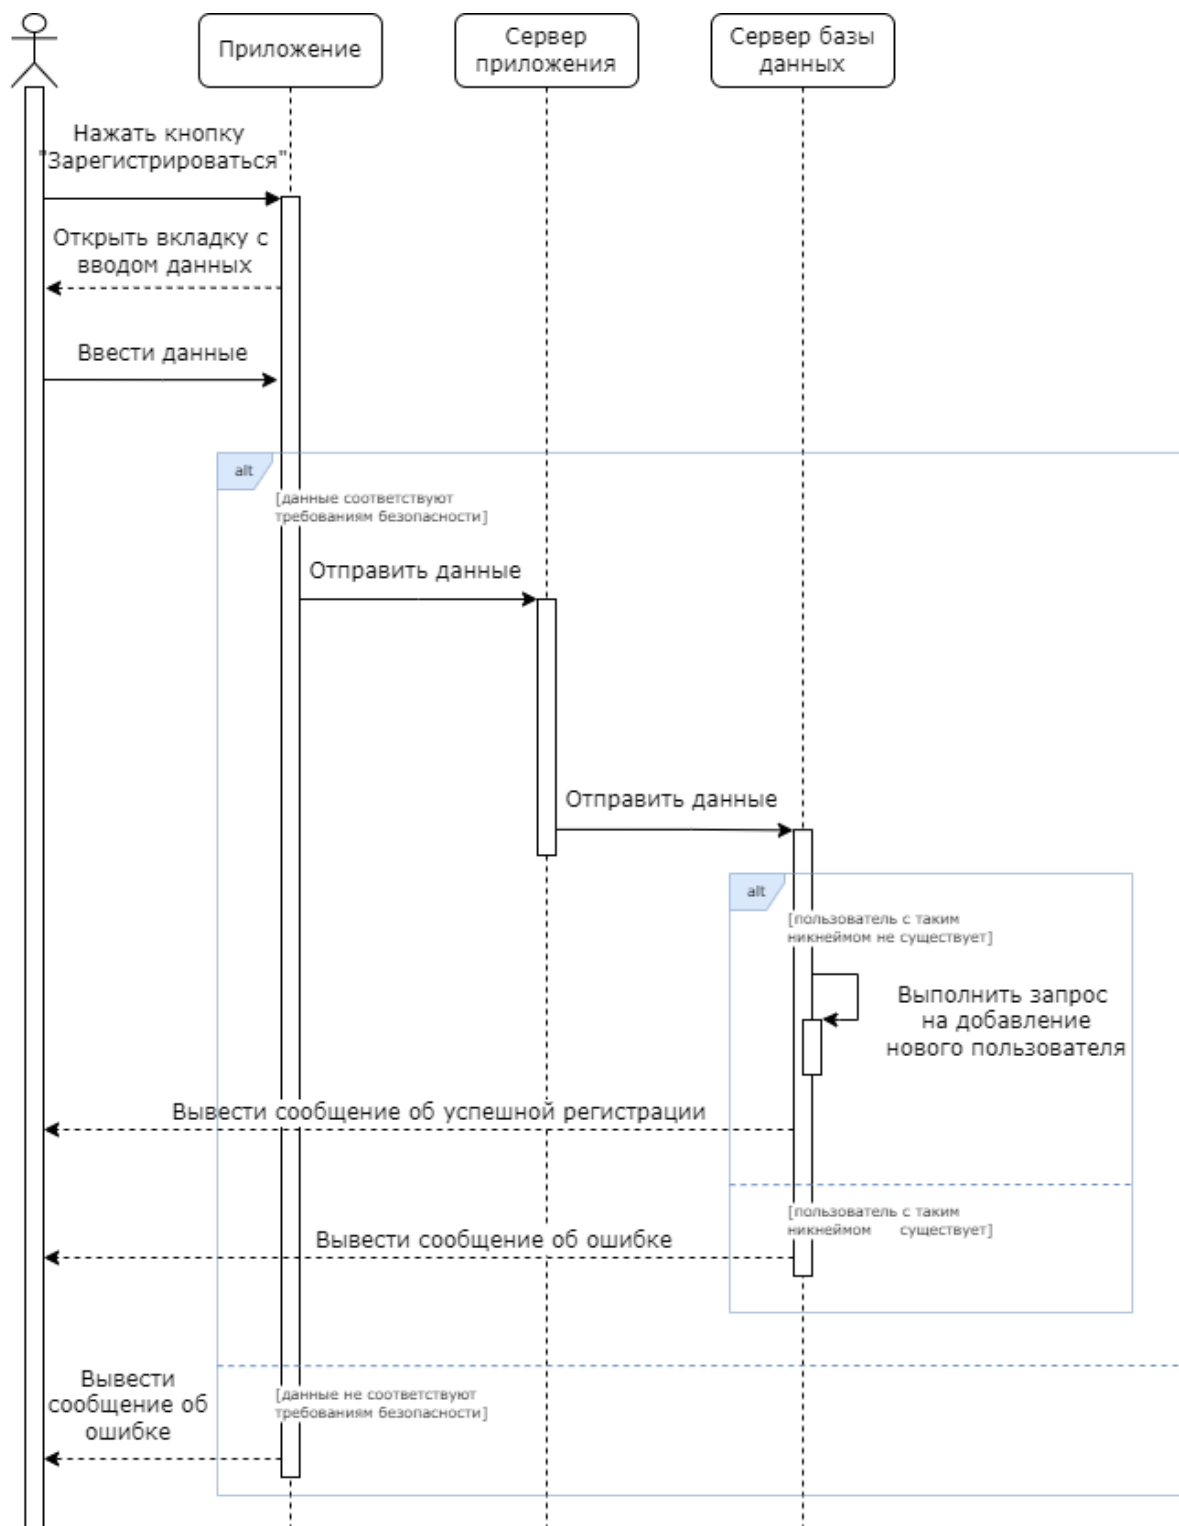 Приложение
Сервер
приложения
Сервер базы
данных
Нажать кнопку
"Зарегистрироваться"
Открыть вкладку с
вводом данных
Ввести данные
alt
[данные соответствуют
требованиям безопасности]
Отправить данные
Отправить данные
alt
[пользователь с таким
никнеймом не существует]
Выполнить запрос
на добавление
нового пользователя
Вывести сообщение об успешной регистрации
[пользователь с таким
никнеймом существует]
Вывести сообщение об ошибке
Вывести
сообщение об
ошибке
[данные не соответствуют
требованиям безопасности]